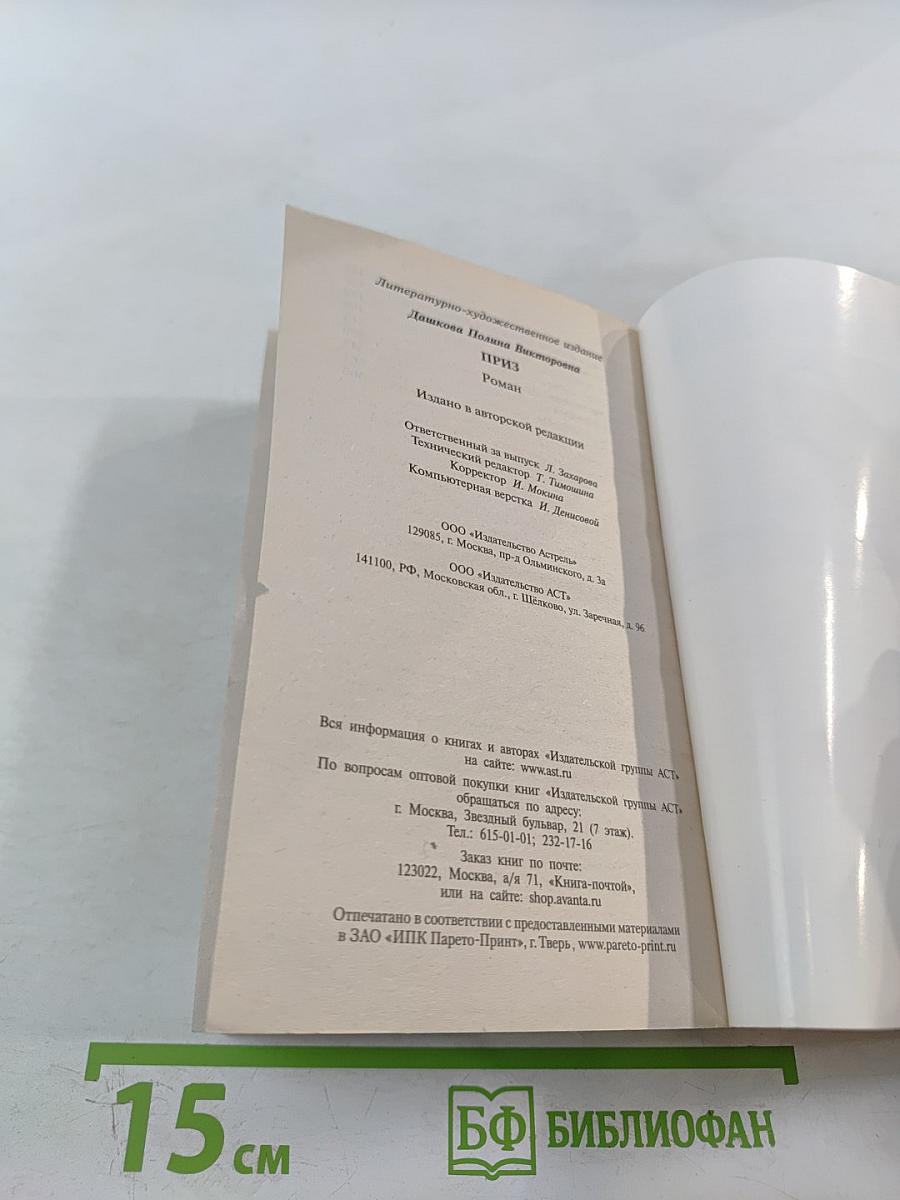 Литературно-художественное издание
Дашкова Полина Викторовна
ПРИЗ
Роман
Издано в авторской редакции
Ответственный за выпуск Л. Захарова
Технический редактор Т. Тимошина
Корректор И. Мокина
Компьютерная верстка И. Денисовой
ООО «Издательство Астрель»
129085, г. Москва, пр-д Ольминского, д. 3а
ООО «Издательство АСТ»
141100, РФ, Московская обл., г. Щёлково, ул. Заречная, д. 96
Вся информация о книгах и авторах «Издательской группы АСТ»
на сайте: www.ast.ru
По вопросам оптовой покупки книг «Издательской группы АСТ»
обращаться по адресу:
г. Москва, Звездный бульвар, 21 (7 этаж).
Тел.: 615-01-01; 232-17-16
Заказ книг по почте:
123022, Москва, а/я 71, «Книга-почтой»,
или на сайте: shop.avanta.ru
Отпечатано в соответствии с предоставленными материалами
в ЗАО «ИПК Парето-Принт», г. Тверь, www.pareto-print.ru
15 см
БФ БИБЛИОФАН